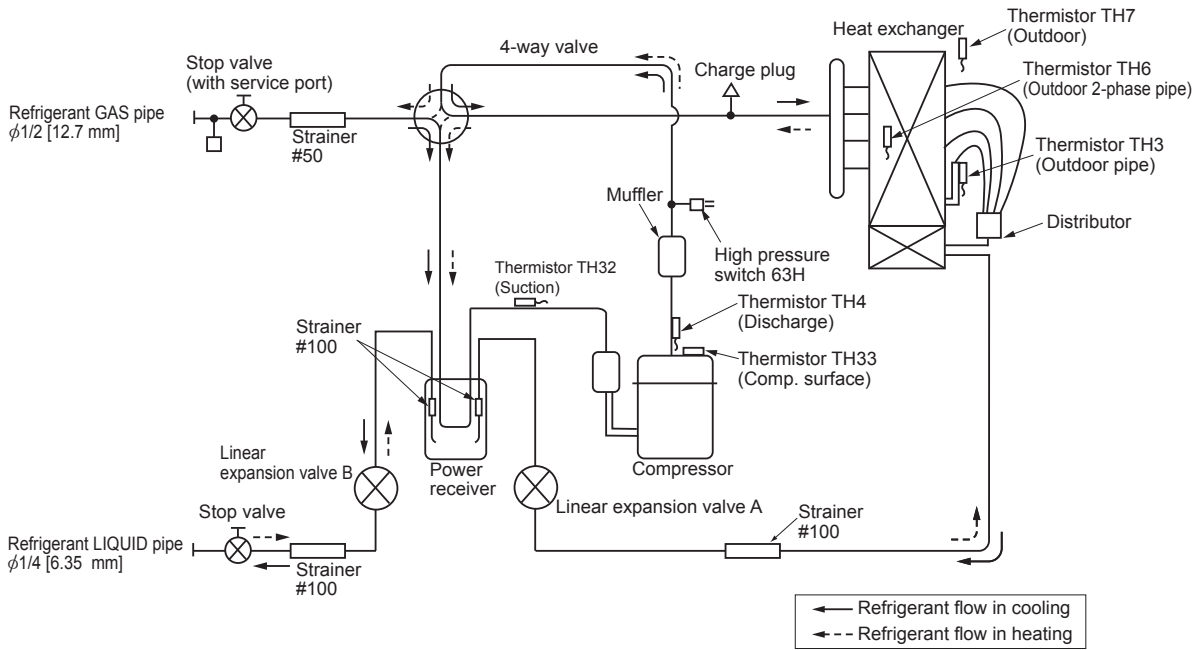 Thermistor TH7
(Outdoor)
Heat exchanger
4-way valve
Stop valve
(with service port)
Charge plug
Thermistor TH6
(Outdoor 2-phase pipe)
Refrigerant GAS pipe
ϕ1/2 [12.7 mm]
Strainer
#50
Thermistor TH3
(Outdoor pipe)
Muffler
Distributor
High pressure
switch 63H
Thermistor TH32
(Suction)
Thermistor TH4
(Discharge)
Strainer
#100
Thermistor TH33
(Comp. surface)
Linear
expansion valve B
Power
receiver
Compressor
Linear expansion valve A
Stop valve
Strainer
#100
Refrigerant LIQUID pipe
ϕ1/4 [6.35 mm]
Strainer
#100
Refrigerant flow in cooling
Refrigerant flow in heating